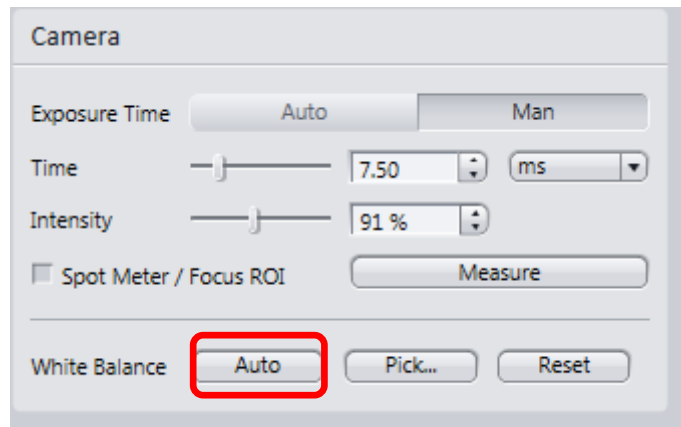 Camera
Exposure Time Auto Man
Time 7.50 ms
Intensity 91 %
Spot Meter / Focus ROI Measure
White Balance Auto Pick... Reset